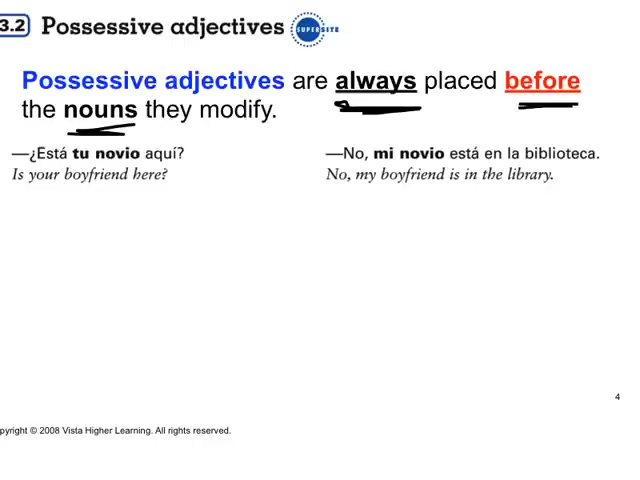 3.2 Possessive adjectives SUPERSITE
Possessive adjectives are always placed before
the nouns they modify.
—¿Está tu novio aquí?
Is your boyfriend here?
—No, mi novio está en la biblioteca.
No, my boyfriend is in the library.
4
pyright © 2008 Vista Higher Learning. All rights reserved.